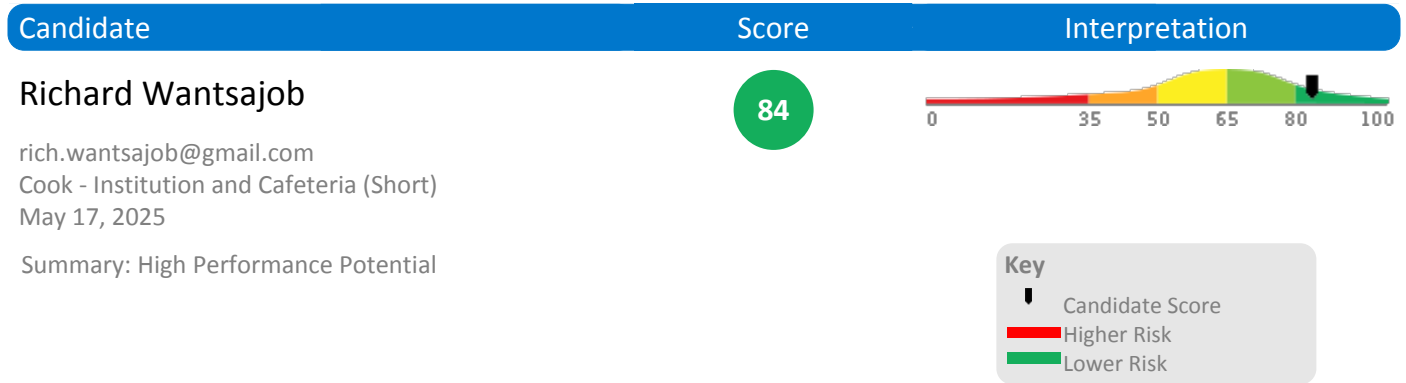 Candidate Score Interpretation
Richard Wantsajob
84
0 35 50 65 80 100
rich.wantsajob@gmail.com
Cook - Institution and Cafeteria (Short)
May 17, 2025
Summary: High Performance Potential
Key
Candidate Score
Higher Risk
Lower Risk